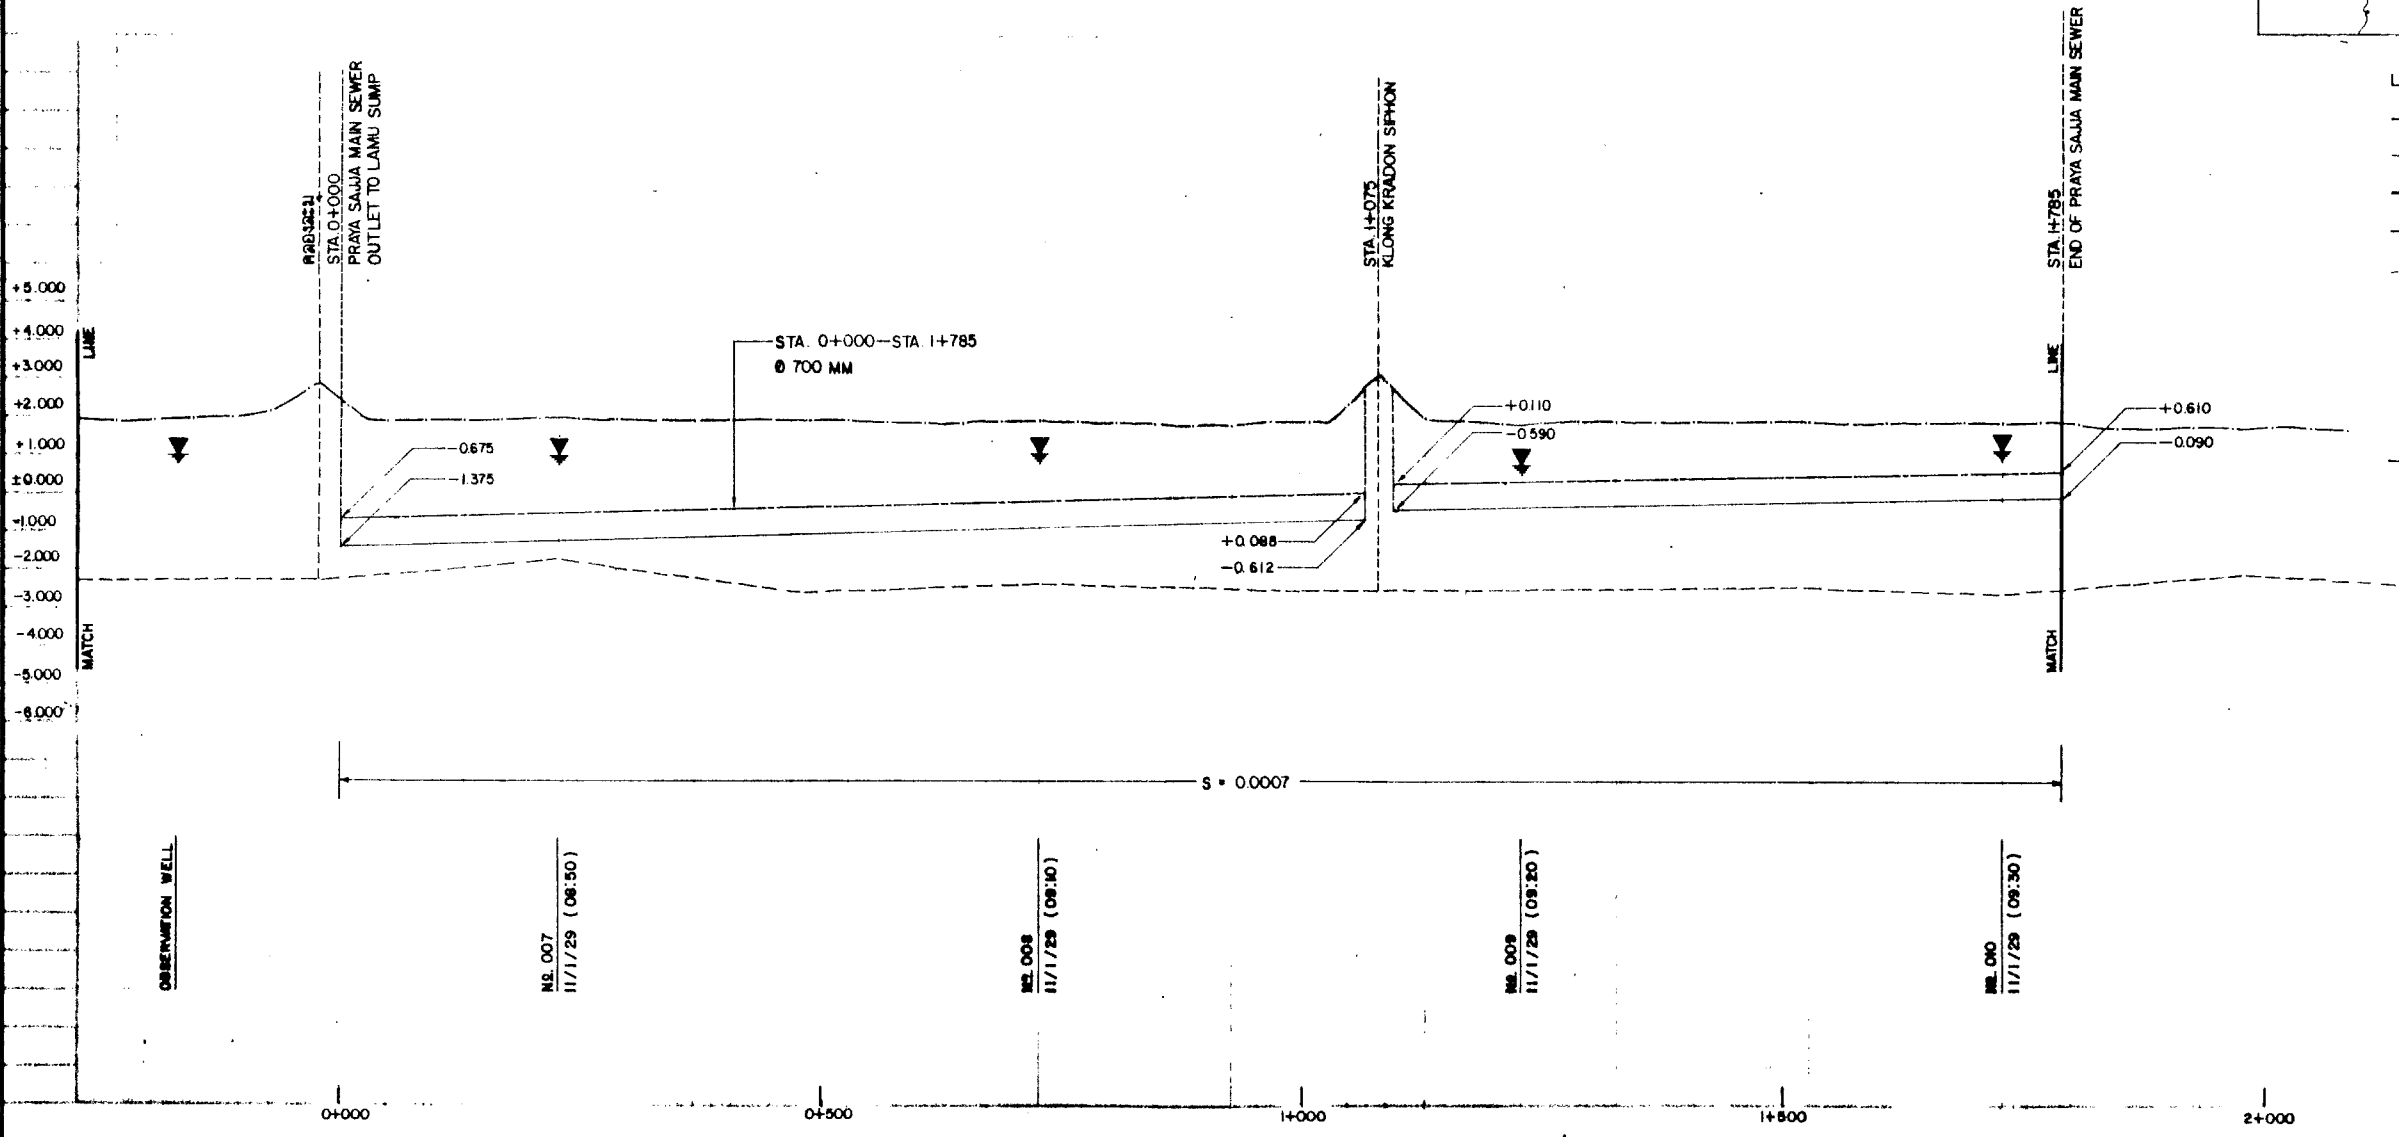 STA. 0+000
PRAYA SAJJA MAIN SEWER
OUTLET TO LAMU SUMP
STA. 1+075
KLONG KRADON SIPHON
STA. 1+785
END OF PRAYA SAJJA MAIN SEWER
+5.000
+4.000
+3.000
+2.000
+1.000
±0.000
-1.000
-2.000
-3.000
-4.000
-5.000
-6.000
LINE
MATCH
STA. 0+000—STA. 1+785
Ø 700 MM
-0.675
-1.375
+0.088
-0.612
+0.110
-0.590
LINE
MATCH
+0.610
-0.090
S = 0.0007
OBSERVATION WELL
NO. 007
11/1/29 (08:50)
NO. 008
11/1/29 (09:10)
NO. 009
11/1/29 (09:20)
NO. 010
11/1/29 (09:30)
0+000
0+500
1+000
1+500
2+000